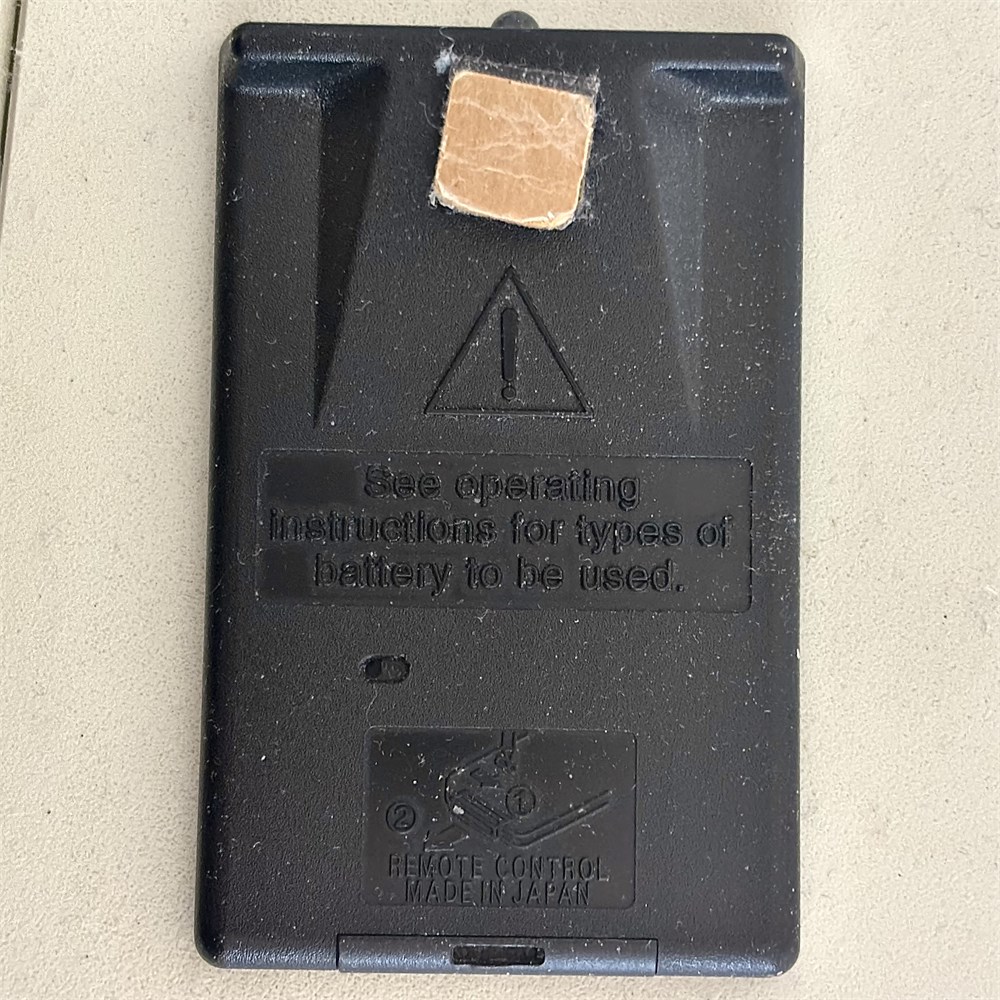 See operating
instructions for types of
battery to be used.
①
②
REMOTE CONTROL
MADE IN JAPAN